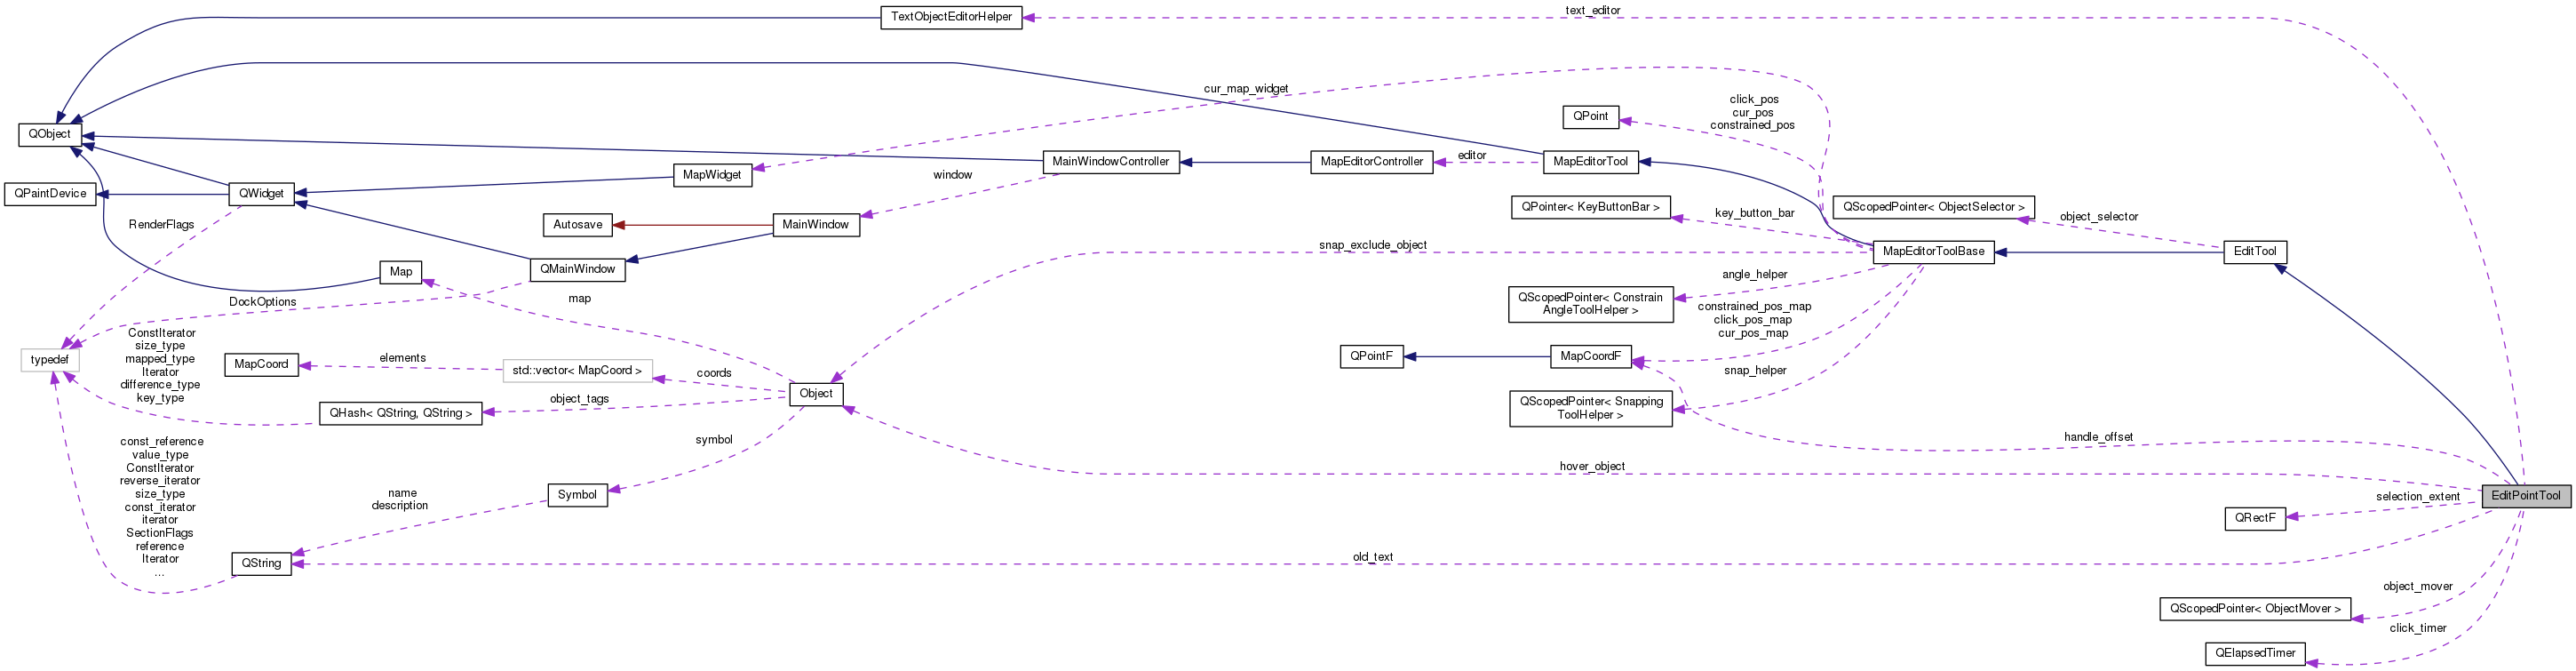 TextObjectEditorHelper
text_editor
cur_map_widget
click_pos
cur_pos
constrained_pos
QPoint
QObject
MapWidget
window
MainWindowController
MapEditorController
editor
MapEditorTool
QPaintDevice
QWidget
RenderFlags
Autosave
MainWindow
QPointer< KeyButtonBar >
key_button_bar
QScopedPointer< ObjectSelector >
object_selector
snap_exclude_object
MapEditorToolBase
EditTool
Map
QMainWindow
DockOptions
map
angle_helper
QScopedPointer< Constrain
AngleToolHelper >
constrained_pos_map
click_pos_map
cur_pos_map
typedef
ConstIterator
size_type
mapped_type
Iterator
difference_type
key_type
MapCoord
elements
std::vector< MapCoord >
coords
QPointF
MapCoordF
snap_helper
Object
object_tags
QHash< QString, QString >
QScopedPointer< Snapping
ToolHelper >
symbol
handle_offset
hover_object
const_reference
value_type
ConstIterator
reverse_iterator
size_type
const_iterator
iterator
SectionFlags
reference
Iterator
...
name
description
Symbol
EditPointTool
selection_extent
QRectF
QString
old_text
object_mover
QScopedPointer< ObjectMover >
click_timer
QElapsedTimer